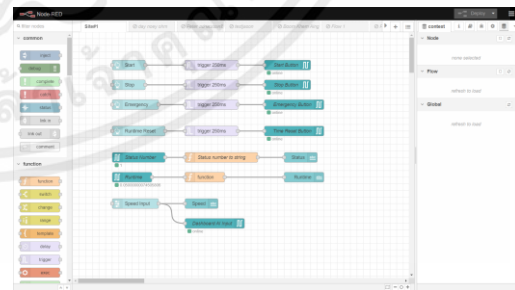 Node-RED
Deploy
common
inject
debug
complete
catch
status
link in
link out
comment
function
function
switch
change
range
template
delay
trigger
exec
Start
trigger 250ms
Start Button
Stop
trigger 250ms
Stop Button
Emergency
trigger 250ms
Emergency Button
Runtime Reset
trigger 250ms
Time Reset Button
Status number
Status number to string
Status
Runtime
function
Runtime
Speed Input
Speed
Dashboard to Input
context
Node
none selected
Flow
refresh to load
Global
refresh to load